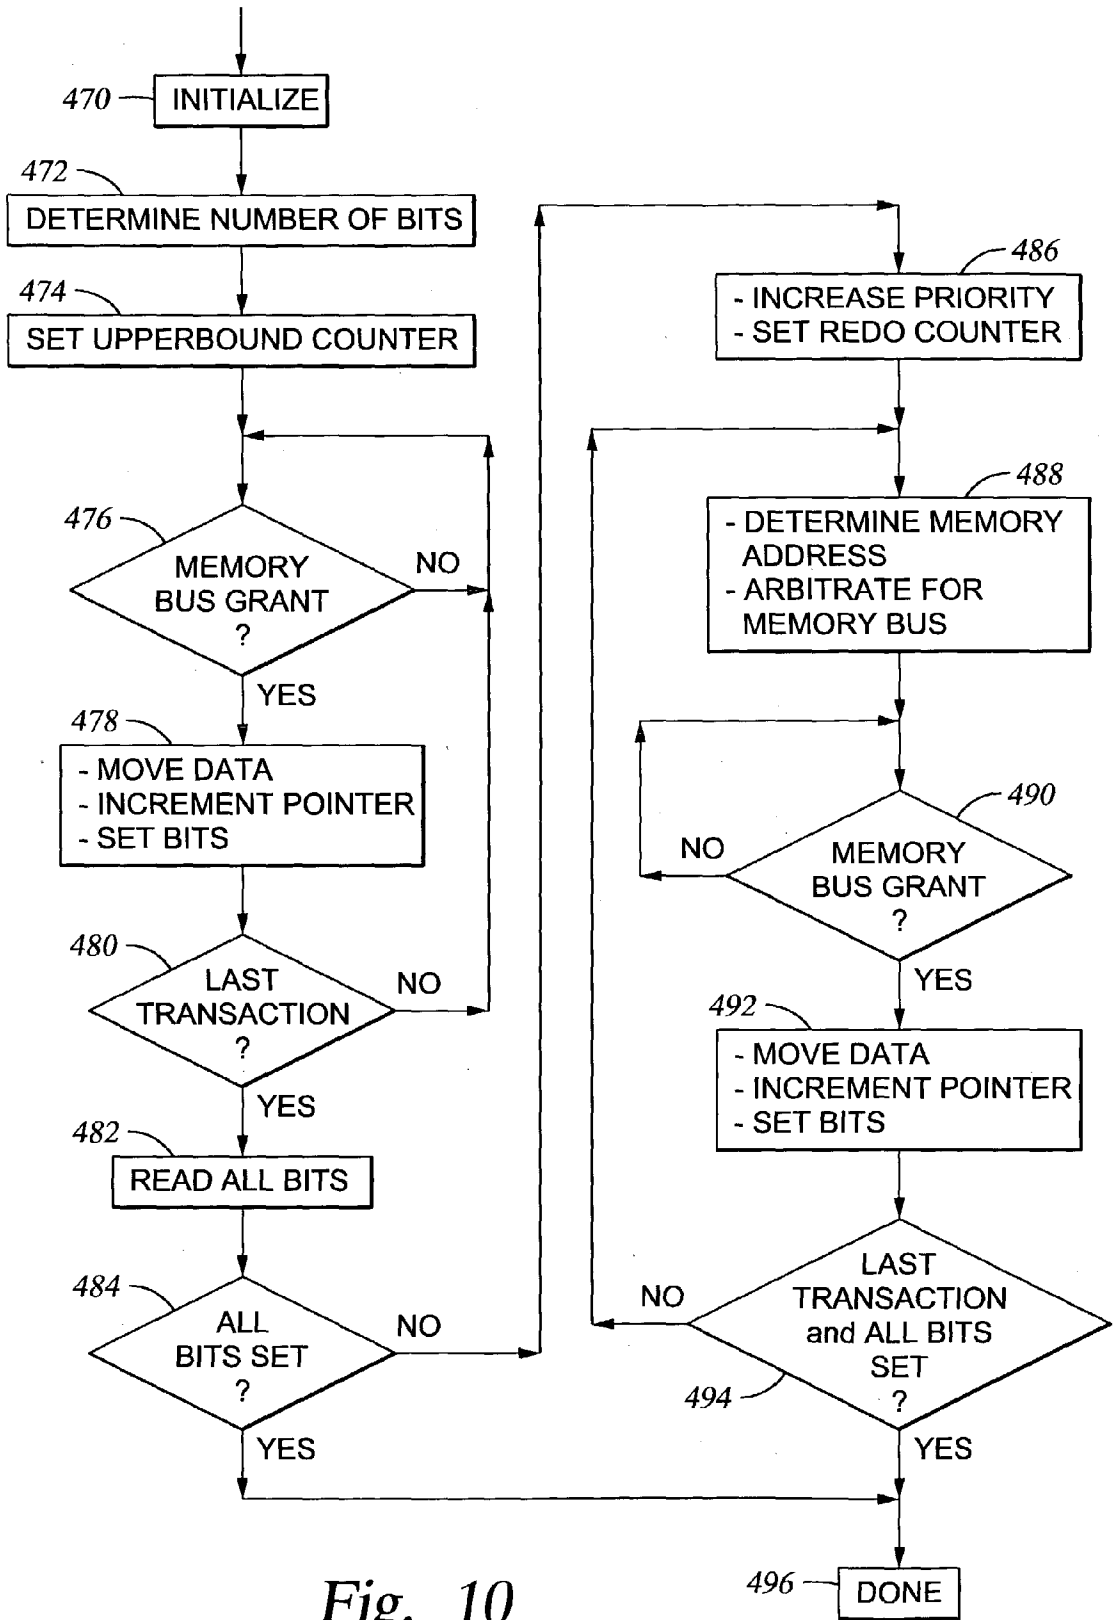 470
INITIALIZE
472
DETERMINE NUMBER OF BITS
474
SET UPPERBOUND COUNTER
476
MEMORY
BUS GRANT
?
NO
YES
478
- MOVE DATA
- INCREMENT POINTER
- SET BITS
480
LAST
TRANSACTION
?
NO
YES
482
READ ALL BITS
484
ALL
BITS SET
?
NO
YES
486
- INCREASE PRIORITY
- SET REDO COUNTER
488
- DETERMINE MEMORY
ADDRESS
- ARBITRATE FOR
MEMORY BUS
490
MEMORY
BUS GRANT
?
NO
YES
492
- MOVE DATA
- INCREMENT POINTER
- SET BITS
494
LAST
TRANSACTION
and ALL BITS
SET
?
NO
YES
496
DONE
Fig. 10